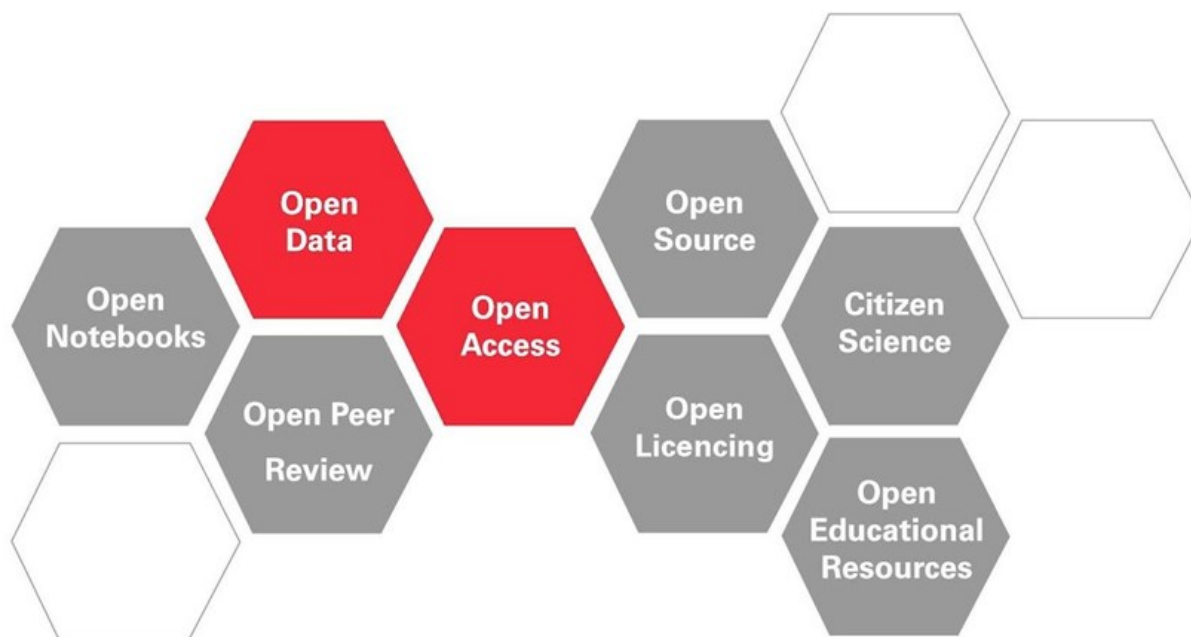 Open
Data
Open
Source
Open
Notebooks
Open
Access
Citizen
Science
Open Peer
Review
Open
Licencing
Open
Educational
Resources